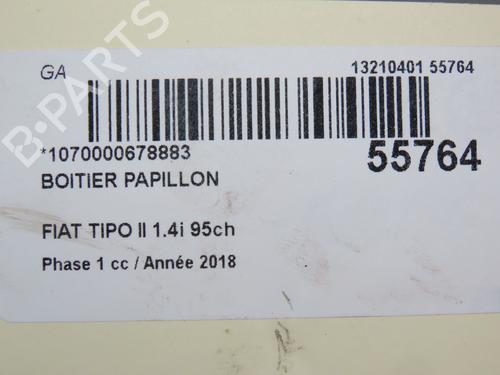 GA
13210401 55764
*1070000678883
55764
BOITIER PAPILLON
FIAT TIPO II 1.4i 95ch
Phase 1 cc / Année 2018
B-PARTS